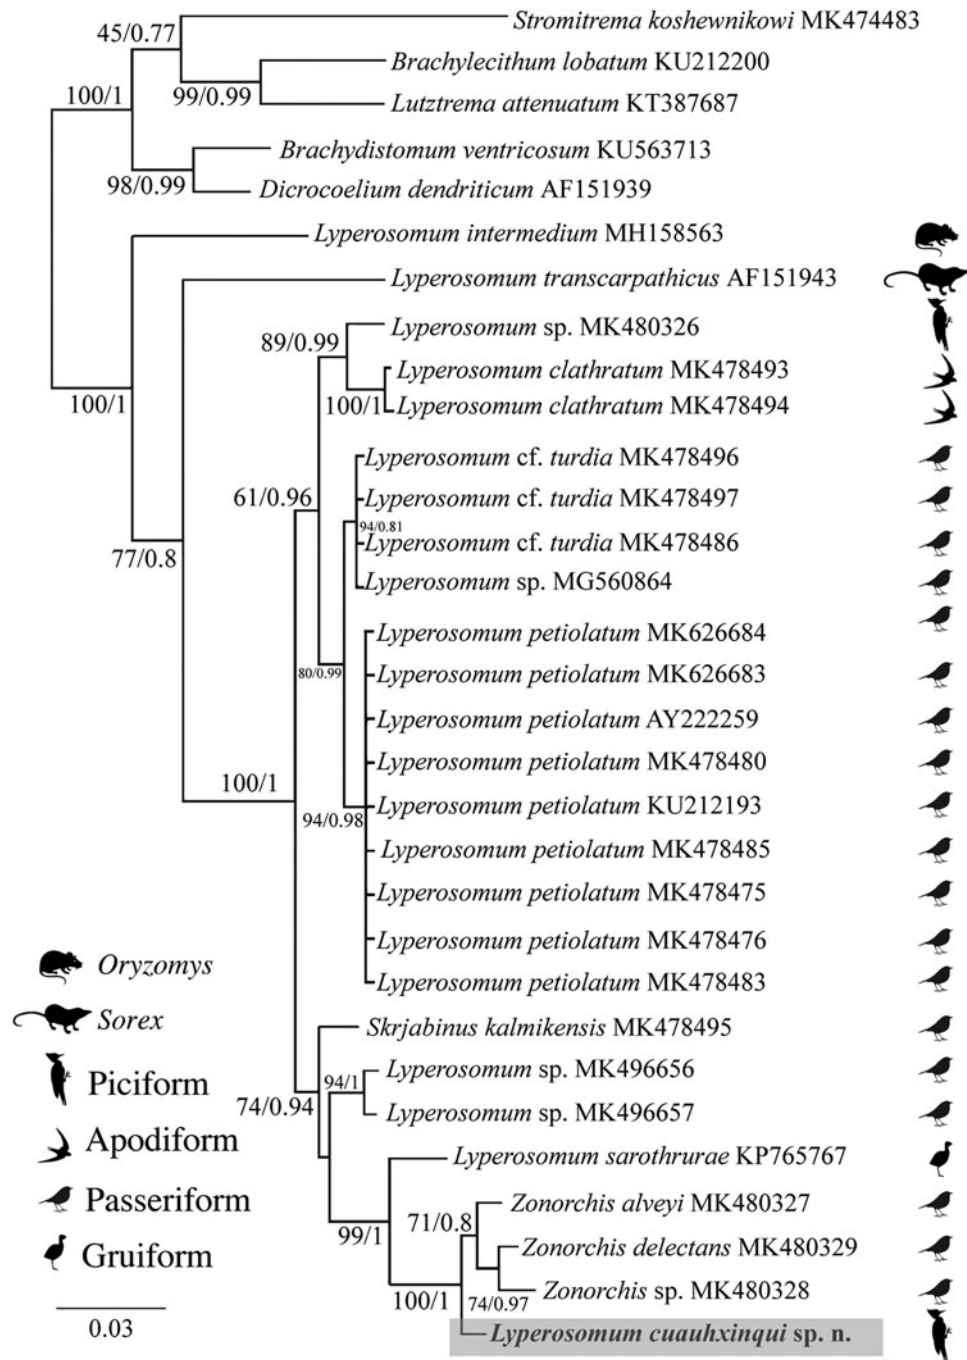 Stromitrema koshewnikowi MK474483
45/0.77
Brachylecithum lobatum KU212200
100/1
99/0.99
Lutztrema attenuatum KT387687
Brachydistomum ventricosum KU563713
98/0.99
Dicrocoelium dendriticum AF151939
Lyperosomum intermedium MH158563
Lyperosomum transcarpathicus AF151943
Lyperosomum sp. MK480326
89/0.99
Lyperosomum clathratum MK478493
100/1
100/1
Lyperosomum clathratum MK478494
Lyperosomum cf. turdia MK478496
61/0.96
Lyperosomum cf. turdia MK478497
94/0.81
Lyperosomum cf. turdia MK478486
77/0.8
Lyperosomum sp. MG560864
Lyperosomum petiolatum MK626684
80/0.99
Lyperosomum petiolatum MK626683
Lyperosomum petiolatum AY222259
Lyperosomum petiolatum MK478480
100/1
Lyperosomum petiolatum KU212193
94/0.98
Lyperosomum petiolatum MK478485
Lyperosomum petiolatum MK478475
Lyperosomum petiolatum MK478476
Oryzomys
Lyperosomum petiolatum MK478483
Sorex
Skrjabinus kalmikensis MK478495
Lyperosomum sp. MK496656
94/1
Piciform
74/0.94
Lyperosomum sp. MK496657
Apodiform
Lyperosomum sarothrurae KP765767
Passeriform
Zonorchis alveyi MK480327
71/0.8
99/1
Gruiform
Zonorchis delectans MK480329
Zonorchis sp. MK480328
100/1
74/0.97
0.03
Lyperosomum cuauhxinqui sp. n.